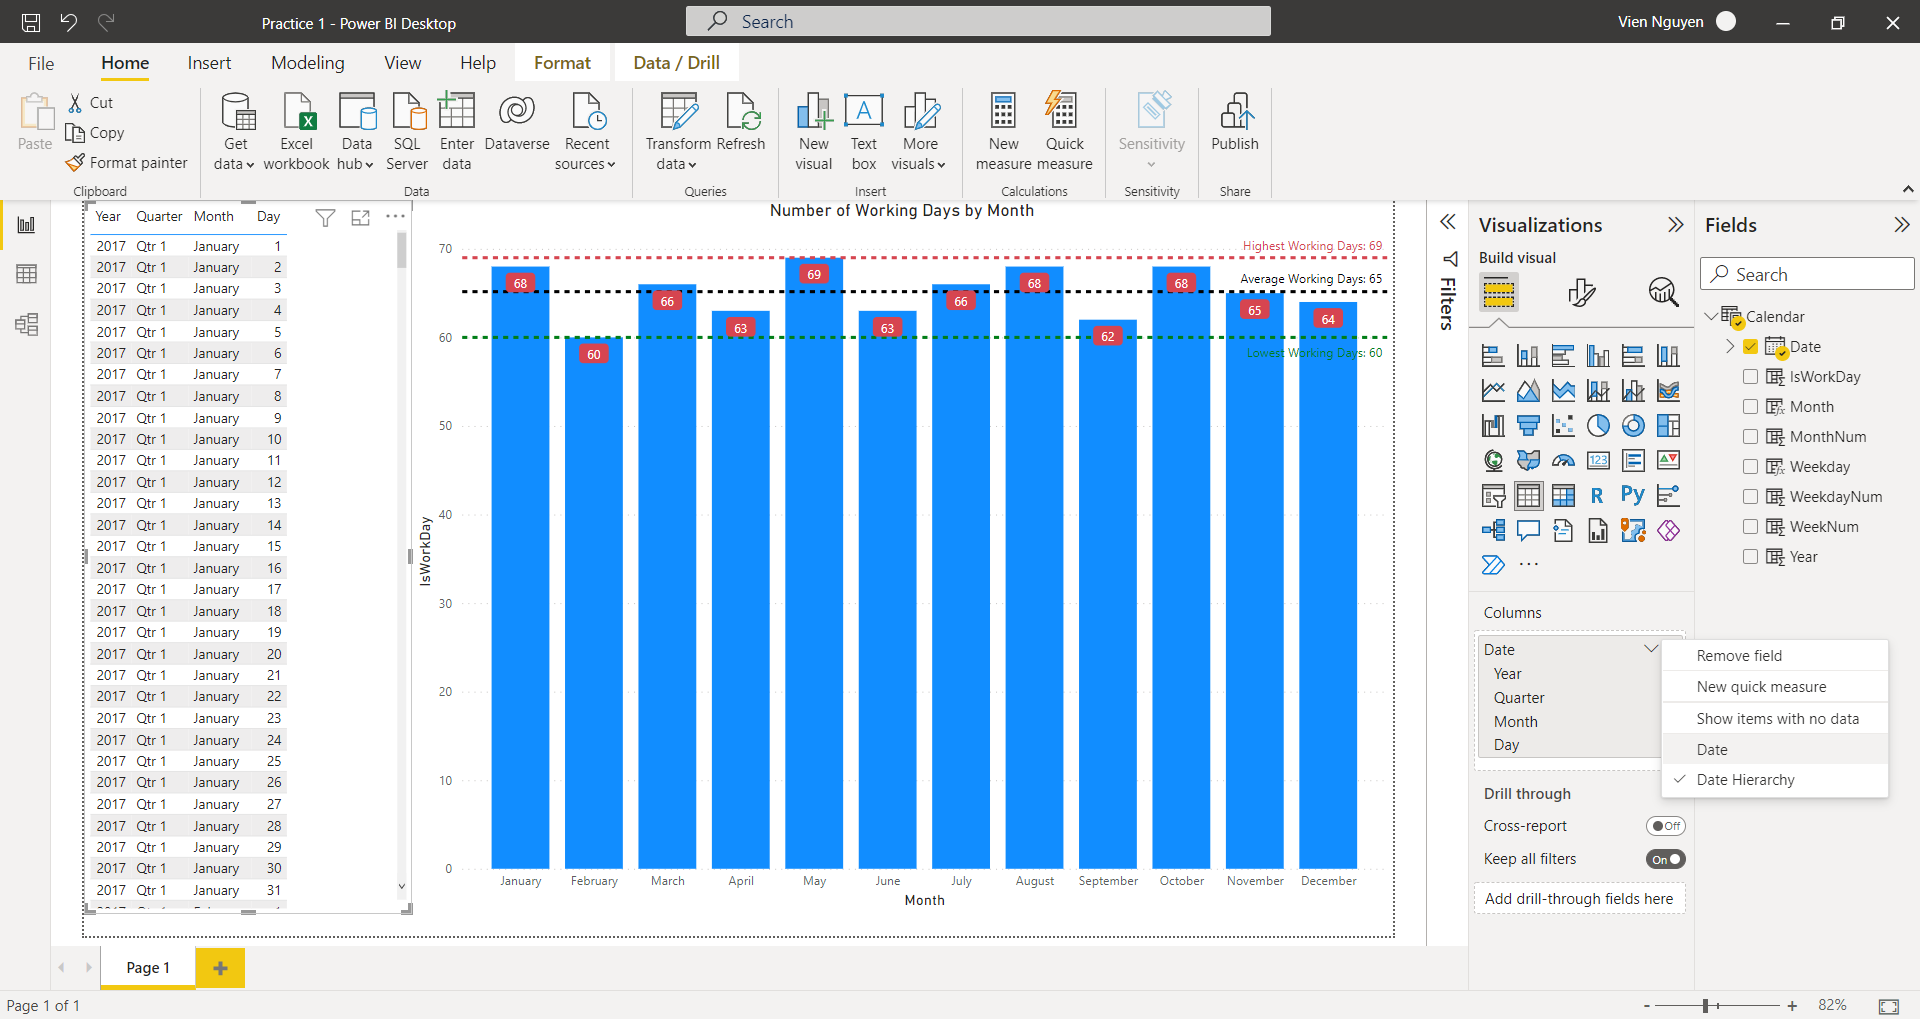 Practice 1 - Power BI Desktop
Search
Vien Nguyen
File Home Insert Modeling View Help Format Data / Drill
Paste
Cut
Copy
Format painter
Clipboard
Get data
Excel workbook
Data hub
SQL Server
Enter data
Dataverse
Recent sources
Data
Transform data
Refresh
Queries
New visual
Text box
More visuals
Insert
New measure
Quick measure
Calculations
Sensitivity
Sensitivity
Publish
Share
Year Quarter Month Day
2017 Qtr 1 January 1
2017 Qtr 1 January 2
2017 Qtr 1 January 3
2017 Qtr 1 January 4
2017 Qtr 1 January 5
2017 Qtr 1 January 6
2017 Qtr 1 January 7
2017 Qtr 1 January 8
2017 Qtr 1 January 9
2017 Qtr 1 January 10
2017 Qtr 1 January 11
2017 Qtr 1 January 12
2017 Qtr 1 January 13
2017 Qtr 1 January 14
2017 Qtr 1 January 15
2017 Qtr 1 January 16
2017 Qtr 1 January 17
2017 Qtr 1 January 18
2017 Qtr 1 January 19
2017 Qtr 1 January 20
2017 Qtr 1 January 21
2017 Qtr 1 January 22
2017 Qtr 1 January 23
2017 Qtr 1 January 24
2017 Qtr 1 January 25
2017 Qtr 1 January 26
2017 Qtr 1 January 27
2017 Qtr 1 January 28
2017 Qtr 1 January 29
2017 Qtr 1 January 30
2017 Qtr 1 January 31
Number of Working Days by Month
Highest Working Days: 69
Average Working Days: 65
Lowest Working Days: 60
70
60
50
40
30
20
10
0
IsWorkDay
68 60 66 63 69 63 66 68 62 68 65 64
January February March April May June July August September October November December
Month
Filters
Visualizations
Build visual
123
R
Py
Columns
Date
Year
Quarter
Month
Day
Remove field
New quick measure
Show items with no data
Date
Date Hierarchy
Drill through
Cross-report Off
Keep all filters On
Add drill-through fields here
Fields
Search
Calendar
Date
IsWorkDay
Month
MonthNum
Weekday
WeekdayNum
WeekNum
Year
Page 1
Page 1 of 1
82%